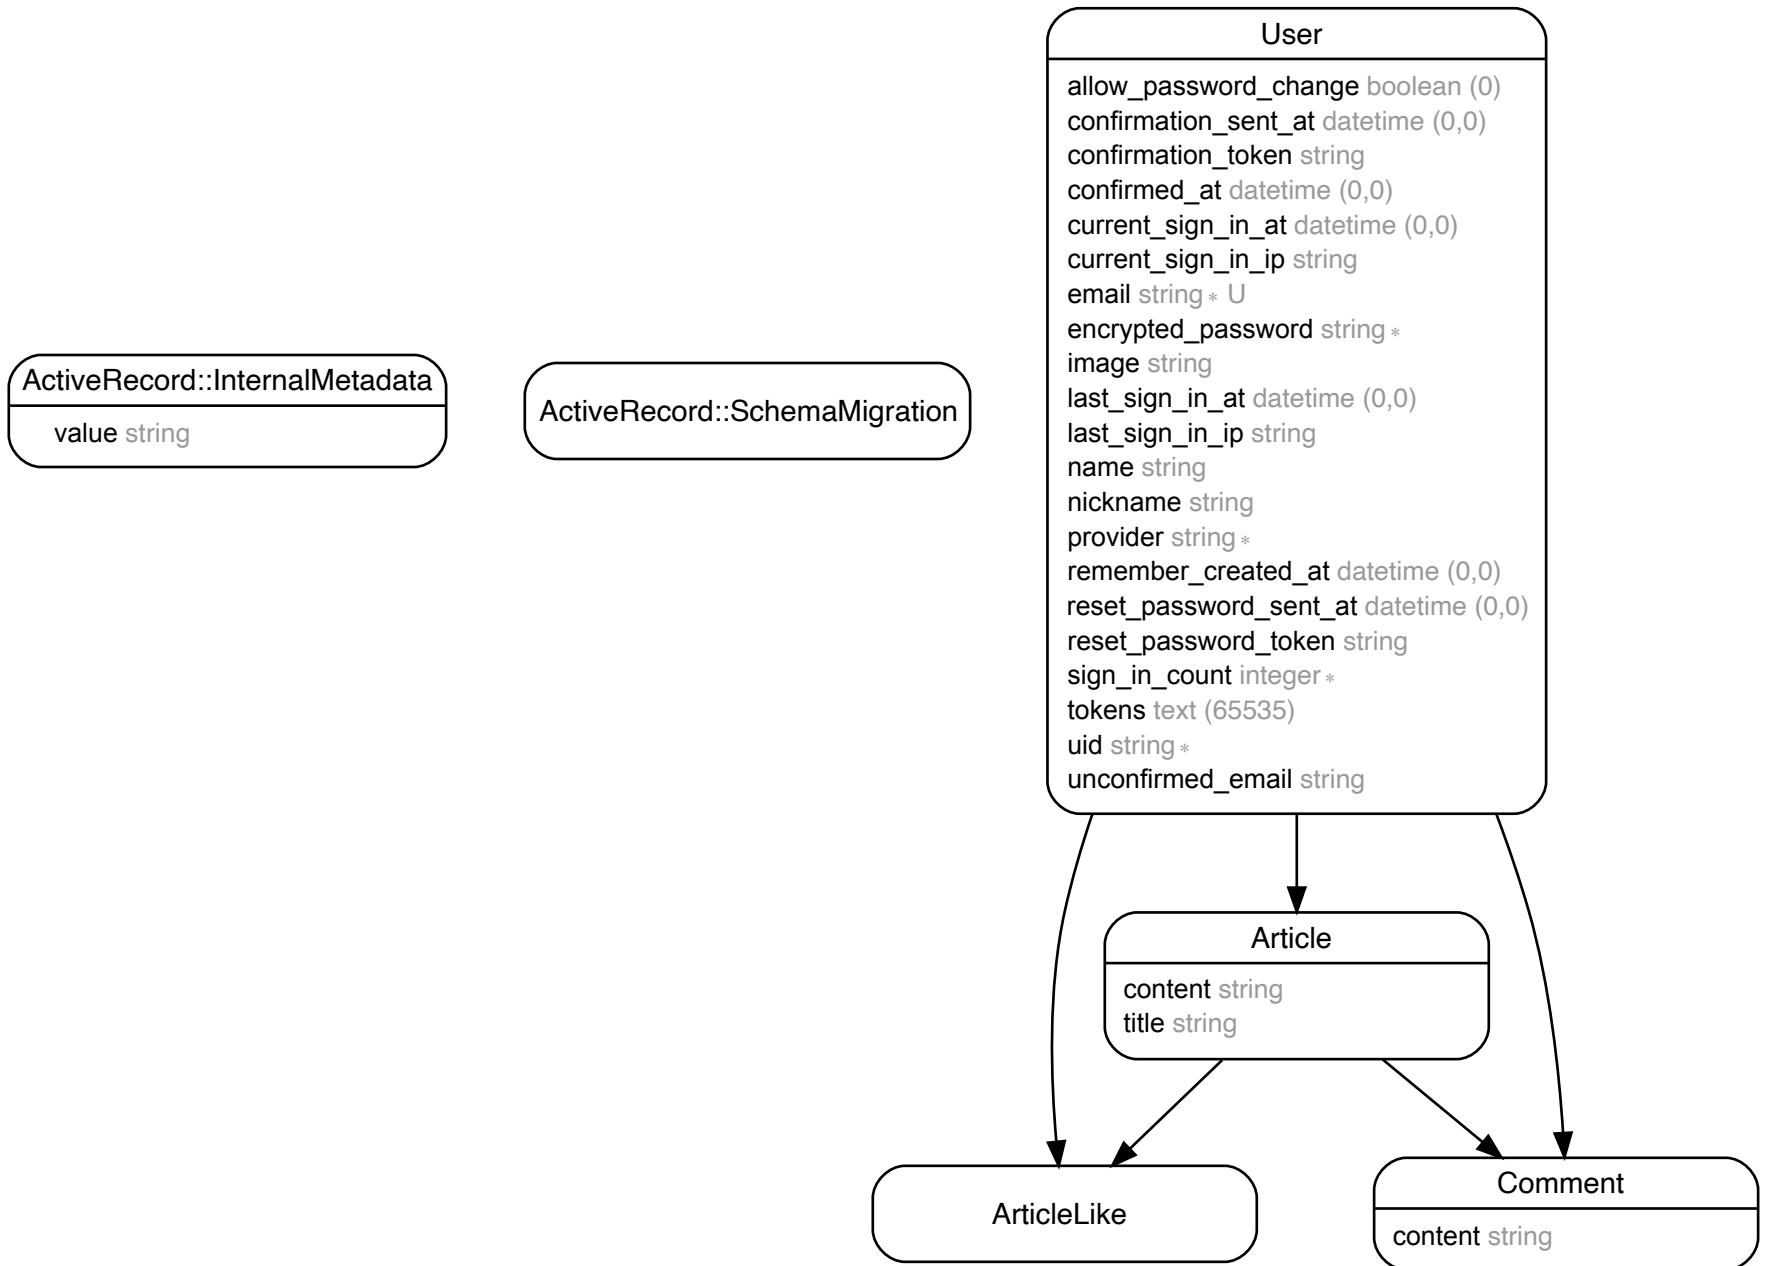 User
allow_password_change boolean (0)
confirmation_sent_at datetime (0,0)
confirmation_token string
confirmed_at datetime (0,0)
current_sign_in_at datetime (0,0)
current_sign_in_ip string
email string * U
encrypted_password string *
image string
last_sign_in_at datetime (0,0)
last_sign_in_ip string
name string
nickname string
provider string *
remember_created_at datetime (0,0)
reset_password_sent_at datetime (0,0)
reset_password_token string
sign_in_count integer *
tokens text (65535)
uid string *
unconfirmed_email string
ActiveRecord::InternalMetadata
value string
ActiveRecord::SchemaMigration
Article
content string
title string
ArticleLike
Comment
content string